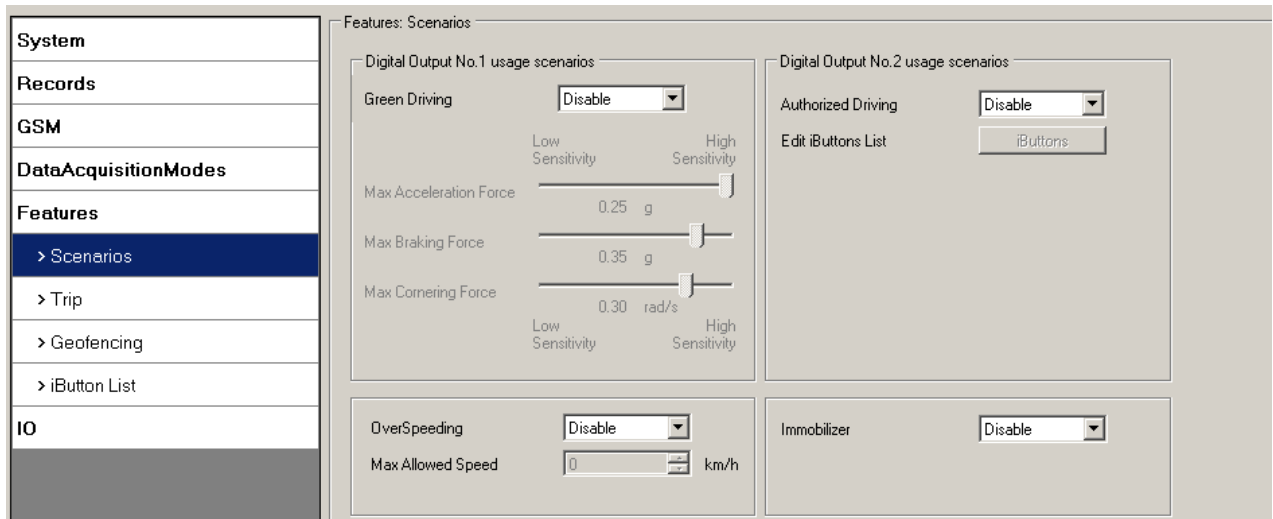 System
Records
GSM
DataAcquisitionModes
Features
> Scenarios
> Trip
> Geofencing
> iButton List
IO
Features: Scenarios
Digital Output No.1 usage scenarios
Green Driving Disable
Low Sensitivity High Sensitivity
Max Acceleration Force
0.25 g
Max Braking Force
0.35 g
Max Cornering Force
0.30 rad/s
Low Sensitivity High Sensitivity
Digital Output No.2 usage scenarios
Authorized Driving Disable
Edit iButtons List iButtons
OverSpeeding Disable
Max Allowed Speed 0 km/h
Immobilizer Disable